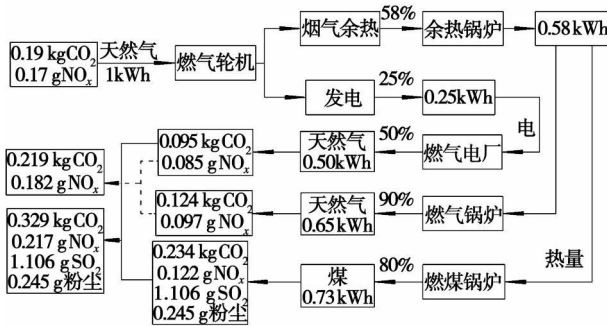 58%
烟气余热
余热锅炉
0.58kWh
0.19 kgCO₂
0.17 gNOₓ
天然气
1kWh
燃气轮机
25%
发电
0.25kWh
电
0.219 kgCO₂
0.182 gNOₓ
0.095 kgCO₂
0.085 gNOₓ
天然气
0.50kWh
50%
燃气电厂
0.124 kgCO₂
0.097 gNOₓ
天然气
0.65kWh
90%
燃气锅炉
0.329 kgCO₂
0.217 gNOₓ
1.106 gSO₂
0.245 g粉尘
0.234 kgCO₂
0.122 gNOₓ
1.106 gSO₂
0.245 g粉尘
煤
0.73kWh
80%
燃煤锅炉
热量